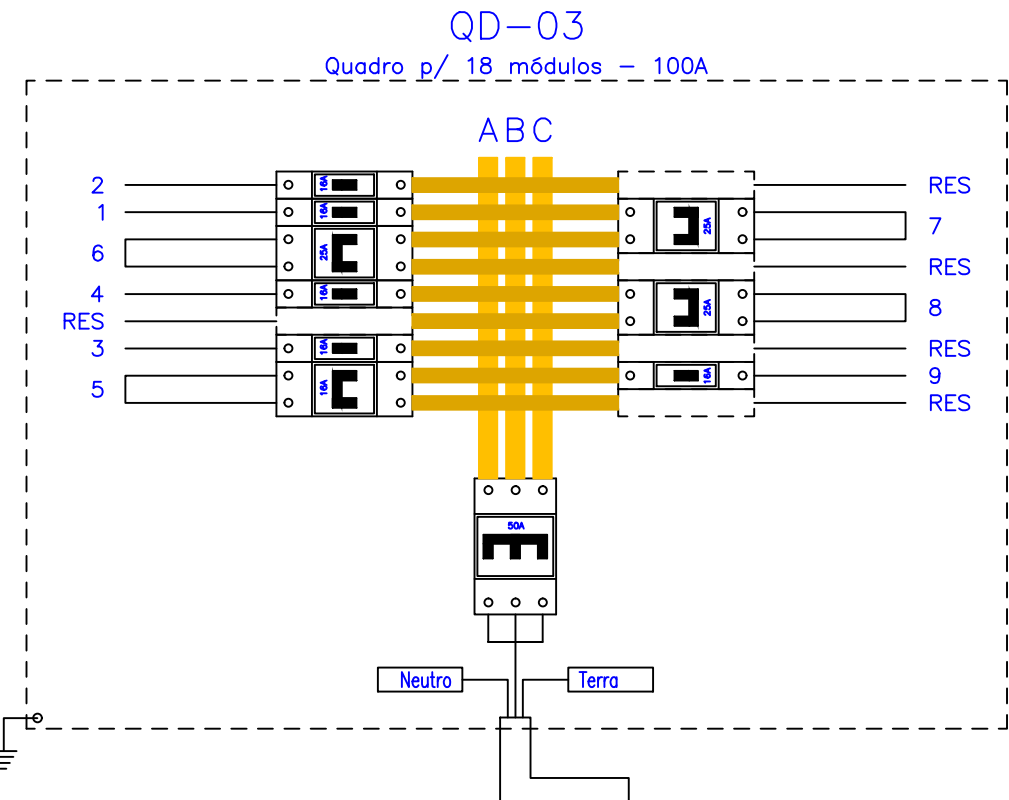 QD-03
Quadro p/ 18 módulos - 100A
A B C
2 16A RES
1 16A 25A 7
6 25A RES
4 16A 25A 8
RES
3 16A RES
5 16A 16A 9
RES
50A
Neutro Terra